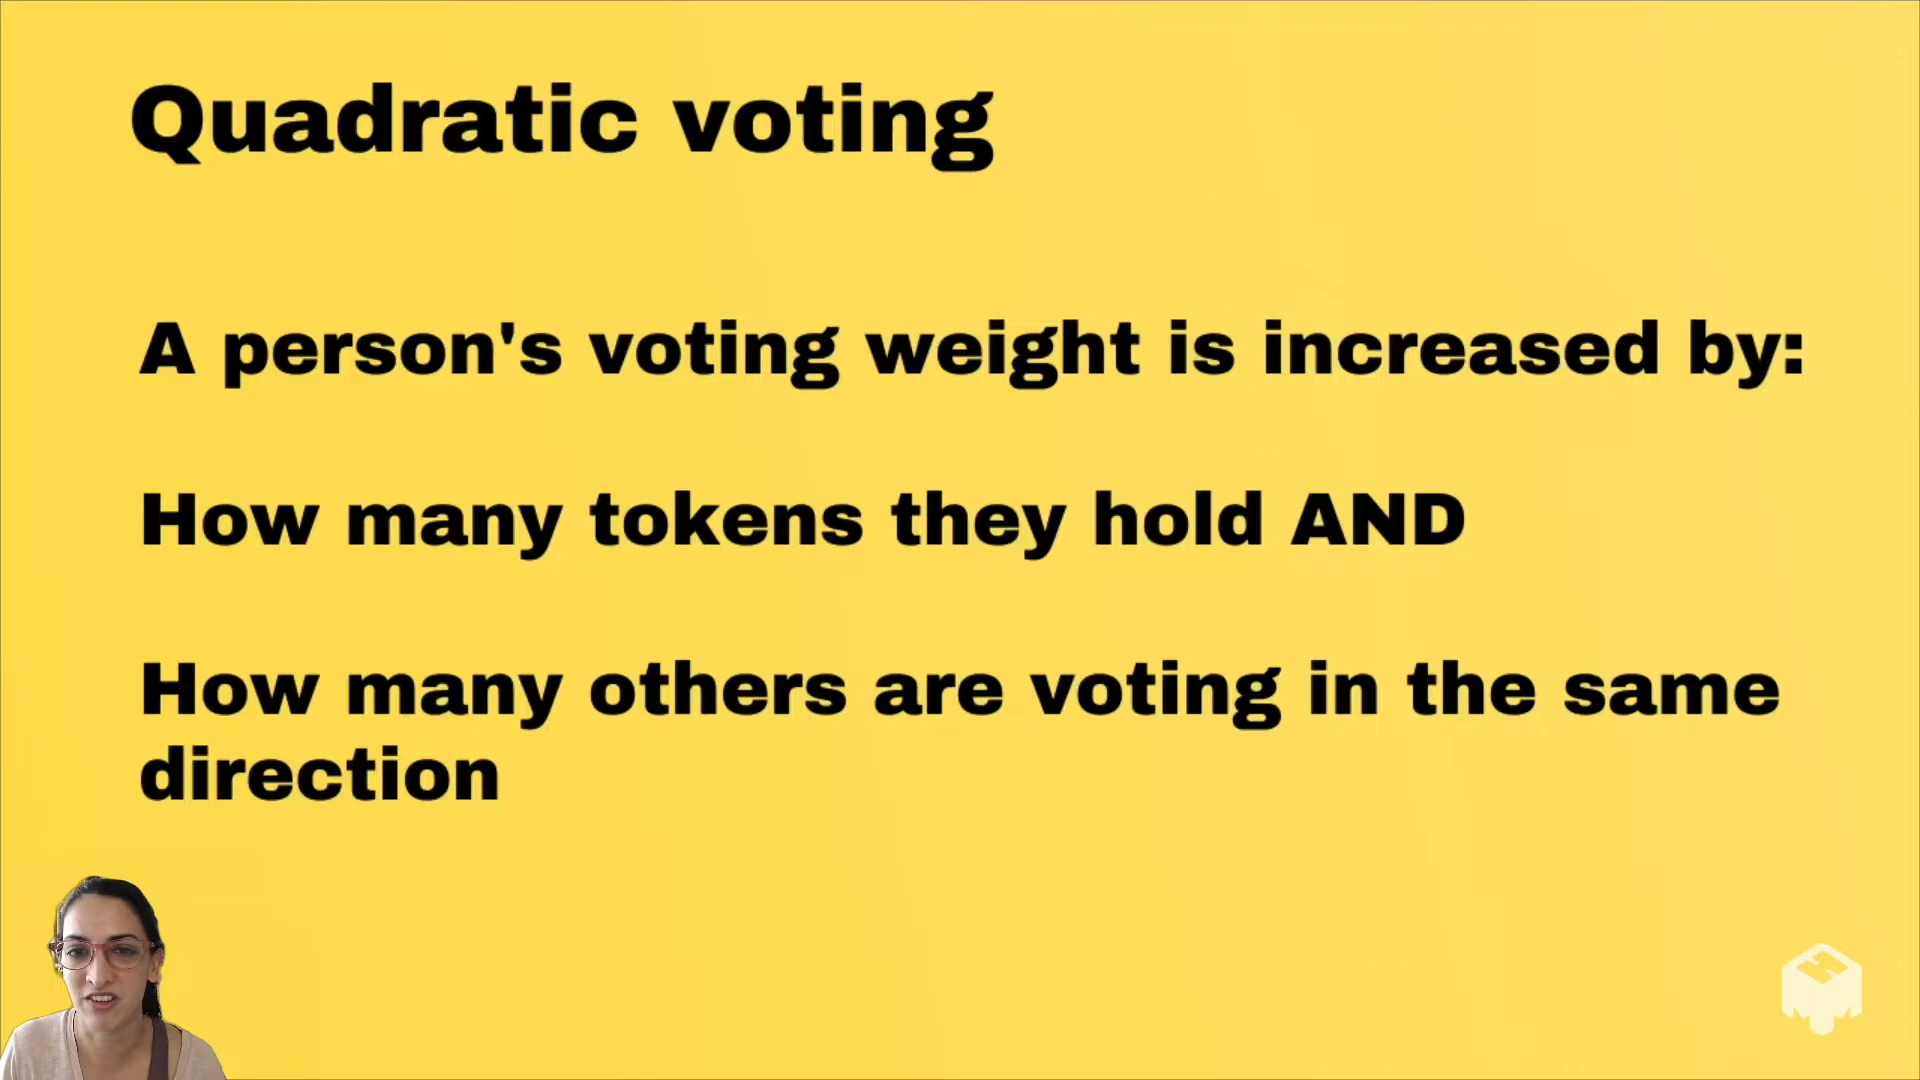 Quadratic voting
A person's voting weight is increased by:
How many tokens they hold AND
How many others are voting in the same
direction